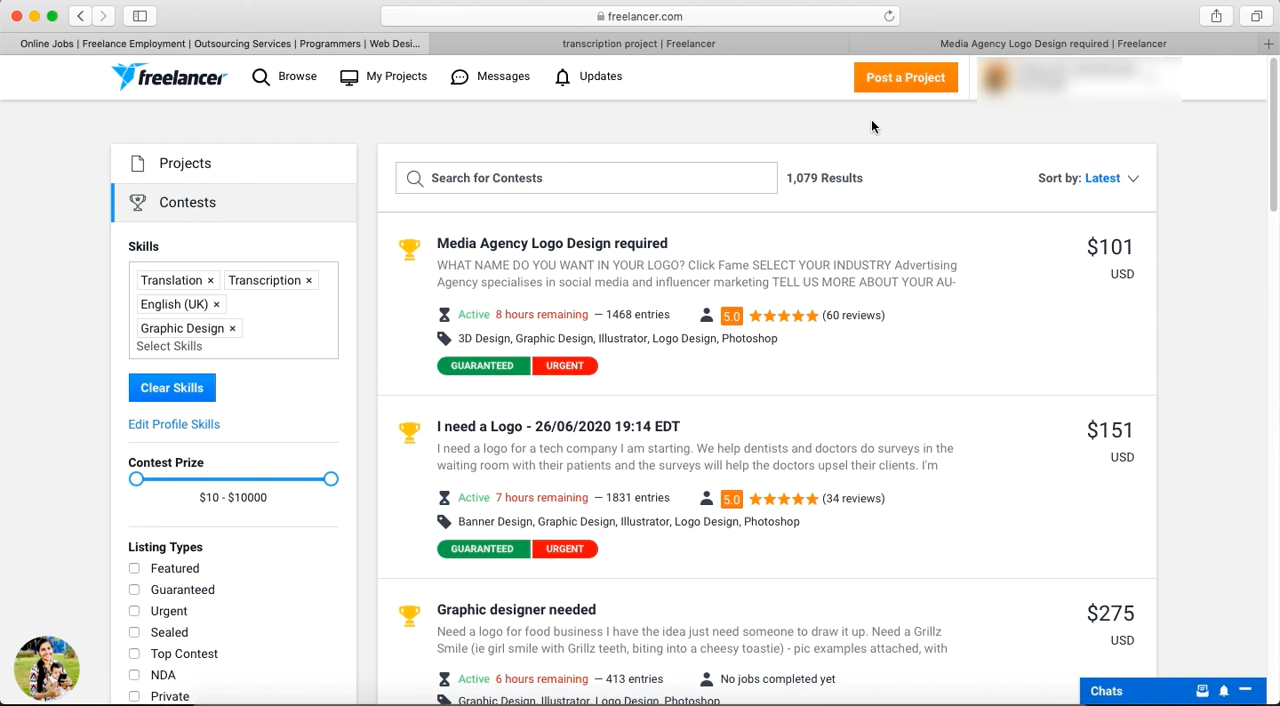 freelancer.com
Online Jobs | Freelance Employment | Outsourcing Services | Programmers | Web Desi...
transcription project | Freelancer
Media Agency Logo Design required | Freelancer
freelancer
Browse
My Projects
Messages
Updates
Post a Project
Projects
Contests
Skills
Translation ×
Transcription ×
English (UK) ×
Graphic Design ×
Select Skills
Clear Skills
Edit Profile Skills
Contest Prize
$10 - $10000
Listing Types
Featured
Guaranteed
Urgent
Sealed
Top Contest
NDA
Private
Search for Contests
1,079 Results
Sort by: Latest
Media Agency Logo Design required
$101
USD
WHAT NAME DO YOU WANT IN YOUR LOGO? Click Fame SELECT YOUR INDUSTRY Advertising
Agency specialises in social media and influencer marketing TELL US MORE ABOUT YOUR AU-
Active 8 hours remaining — 1468 entries
5.0 (60 reviews)
3D Design, Graphic Design, Illustrator, Logo Design, Photoshop
GUARANTEED URGENT
I need a Logo - 26/06/2020 19:14 EDT
$151
USD
I need a logo for a tech company I am starting. We help dentists and doctors do surveys in the
waiting room with their patients and the surveys will help the doctors upsel their clients. I'm
Active 7 hours remaining — 1831 entries
5.0 (34 reviews)
Banner Design, Graphic Design, Illustrator, Logo Design, Photoshop
GUARANTEED URGENT
Graphic designer needed
$275
USD
Need a logo for food business I have the idea just need someone to draw it up. Need a Grillz
Smile (ie girl smile with Grillz teeth, biting into a cheesy toastie) - pic examples attached, with
Active 6 hours remaining — 413 entries
No jobs completed yet
Graphic Design, Illustrator, Logo Design, Photoshop
Chats